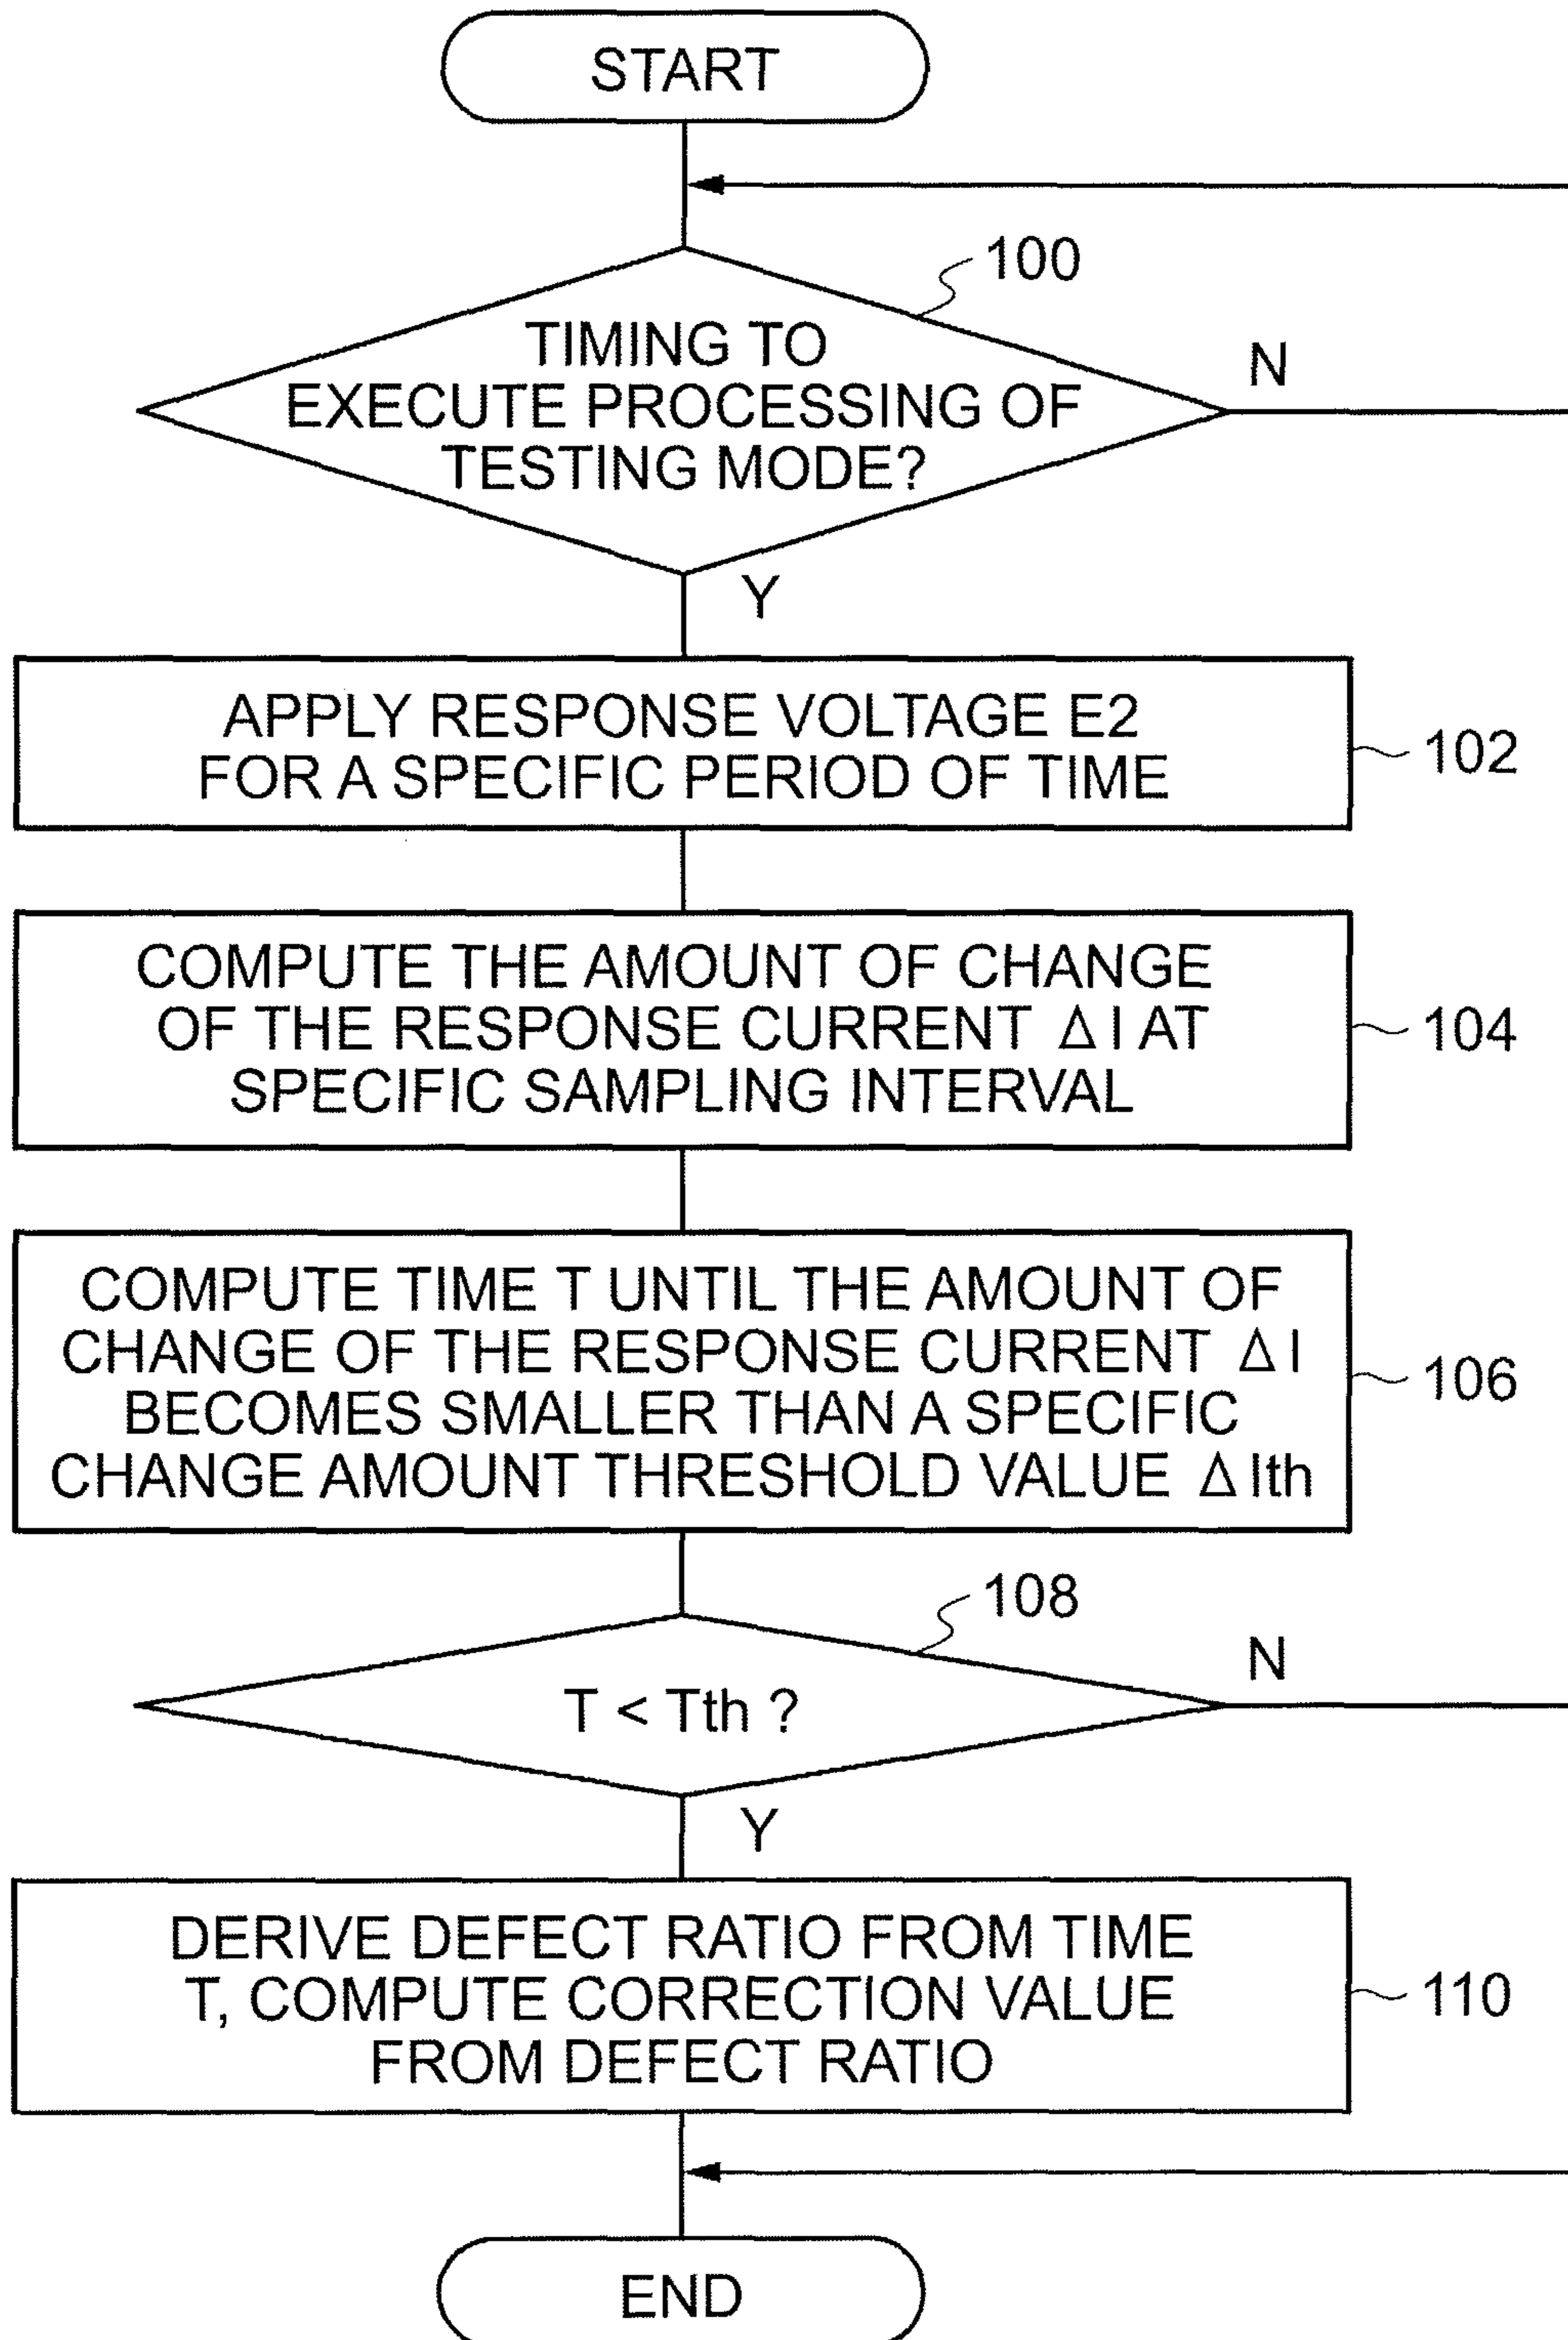 START
100
TIMING TO
EXECUTE PROCESSING OF
TESTING MODE?
N
Y
APPLY RESPONSE VOLTAGE E2
FOR A SPECIFIC PERIOD OF TIME
102
COMPUTE THE AMOUNT OF CHANGE
OF THE RESPONSE CURRENT Δ I AT
SPECIFIC SAMPLING INTERVAL
104
COMPUTE TIME T UNTIL THE AMOUNT OF
CHANGE OF THE RESPONSE CURRENT Δ I
BECOMES SMALLER THAN A SPECIFIC
CHANGE AMOUNT THRESHOLD VALUE Δ Ith
106
108
T < Tth ?
N
Y
DERIVE DEFECT RATIO FROM TIME
T, COMPUTE CORRECTION VALUE
FROM DEFECT RATIO
110
END